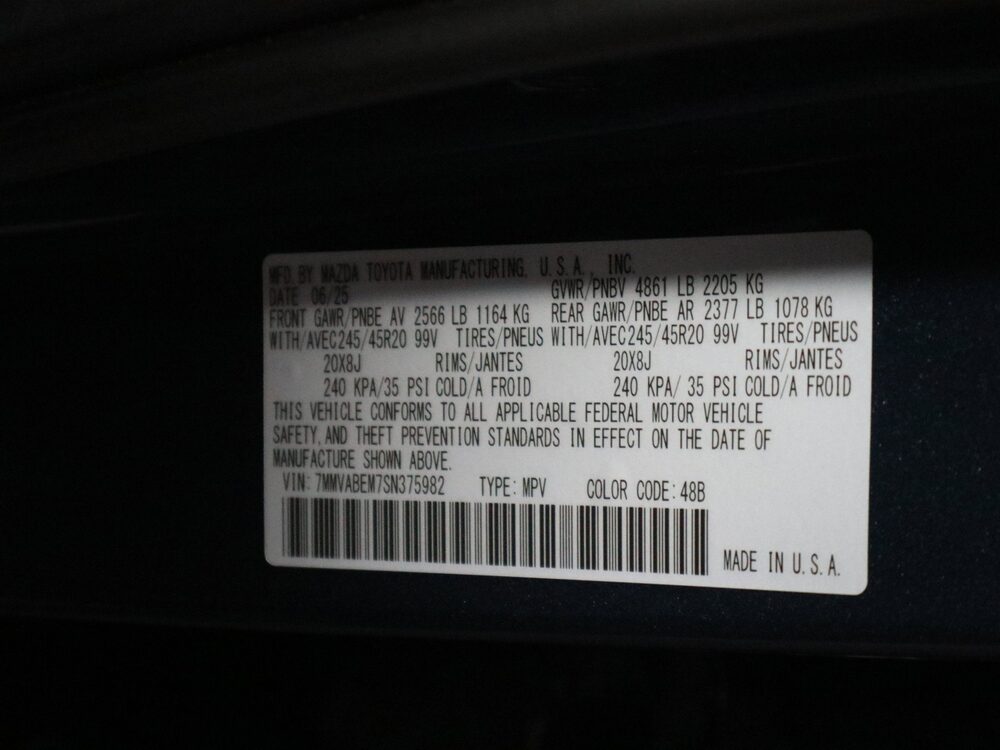 MFD BY MAZDA TOYOTA MANUFACTURING, U.S.A., INC.
DATE 06/25 GVWR/PNBV 4861 LB 2205 KG
FRONT GAWR/PNBE AV 2566 LB 1164 KG REAR GAWR/PNBE AR 2377 LB 1078 KG
WITH/AVEC245/45R20 99V TIRES/PNEUS WITH/AVEC245/45R20 99V TIRES/PNEUS
20X8J RIMS/JANTES 20X8J RIMS/JANTES
240 KPA/35 PSI COLD/A FROID 240 KPA/ 35 PSI COLD/A FROID
THIS VEHICLE CONFORMS TO ALL APPLICABLE FEDERAL MOTOR VEHICLE
SAFETY, AND THEFT PREVENTION STANDARDS IN EFFECT ON THE DATE OF
MANUFACTURE SHOWN ABOVE.
VIN: 7MMVABEM7SN375982 TYPE: MPV COLOR CODE: 48B
MADE IN U.S.A.